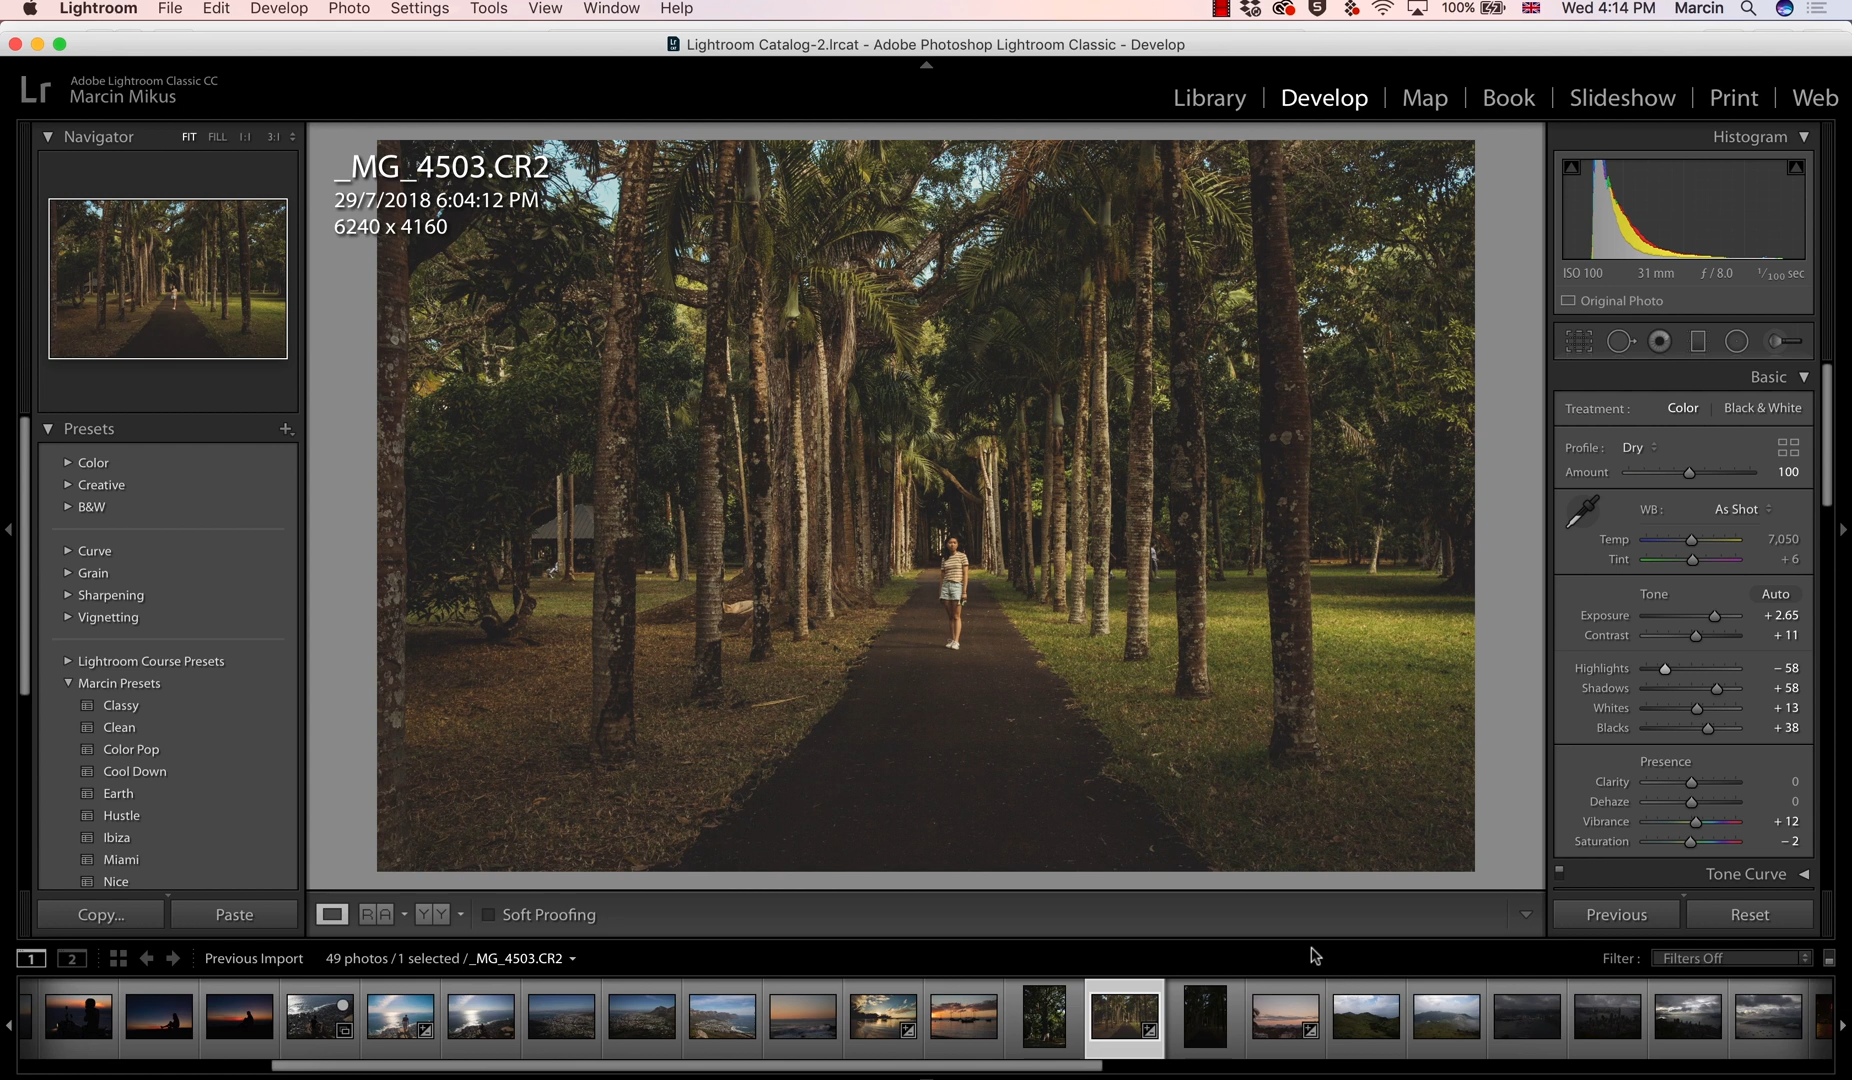 Lightroom File Edit Develop Photo Settings Tools View Window Help 100% Wed 4:14 PM Marcin
Lightroom Catalog-2.lrcat - Adobe Photoshop Lightroom Classic - Develop
Lr
Adobe Lightroom Classic CC
Marcin Mikus
Library | Develop | Map | Book | Slideshow | Print | Web
Navigator FIT FILL 1:1 3:1
Presets +
Color
Creative
B&W
Curve
Grain
Sharpening
Vignetting
Lightroom Course Presets
Marcin Presets
Classy
Clean
Color Pop
Cool Down
Earth
Hustle
Ibiza
Miami
Nice
Copy... Paste
_MG_4503.CR2
29/7/2018 6:04:12 PM
6240 x 4160
R A Y Y Soft Proofing
Histogram
ISO 100 31 mm ƒ / 8.0 1/100 sec
Original Photo
Basic
Treatment : Color | Black & White
Profile : Dry
Amount 100
WB : As Shot
Temp 7,050
Tint + 6
Tone Auto
Exposure + 2.65
Contrast + 11
Highlights − 58
Shadows + 58
Whites + 13
Blacks + 38
Presence
Clarity 0
Dehaze 0
Vibrance + 12
Saturation − 2
Tone Curve
Previous Reset
1 2 Previous Import 49 photos / 1 selected / _MG_4503.CR2 Filter : Filters Off